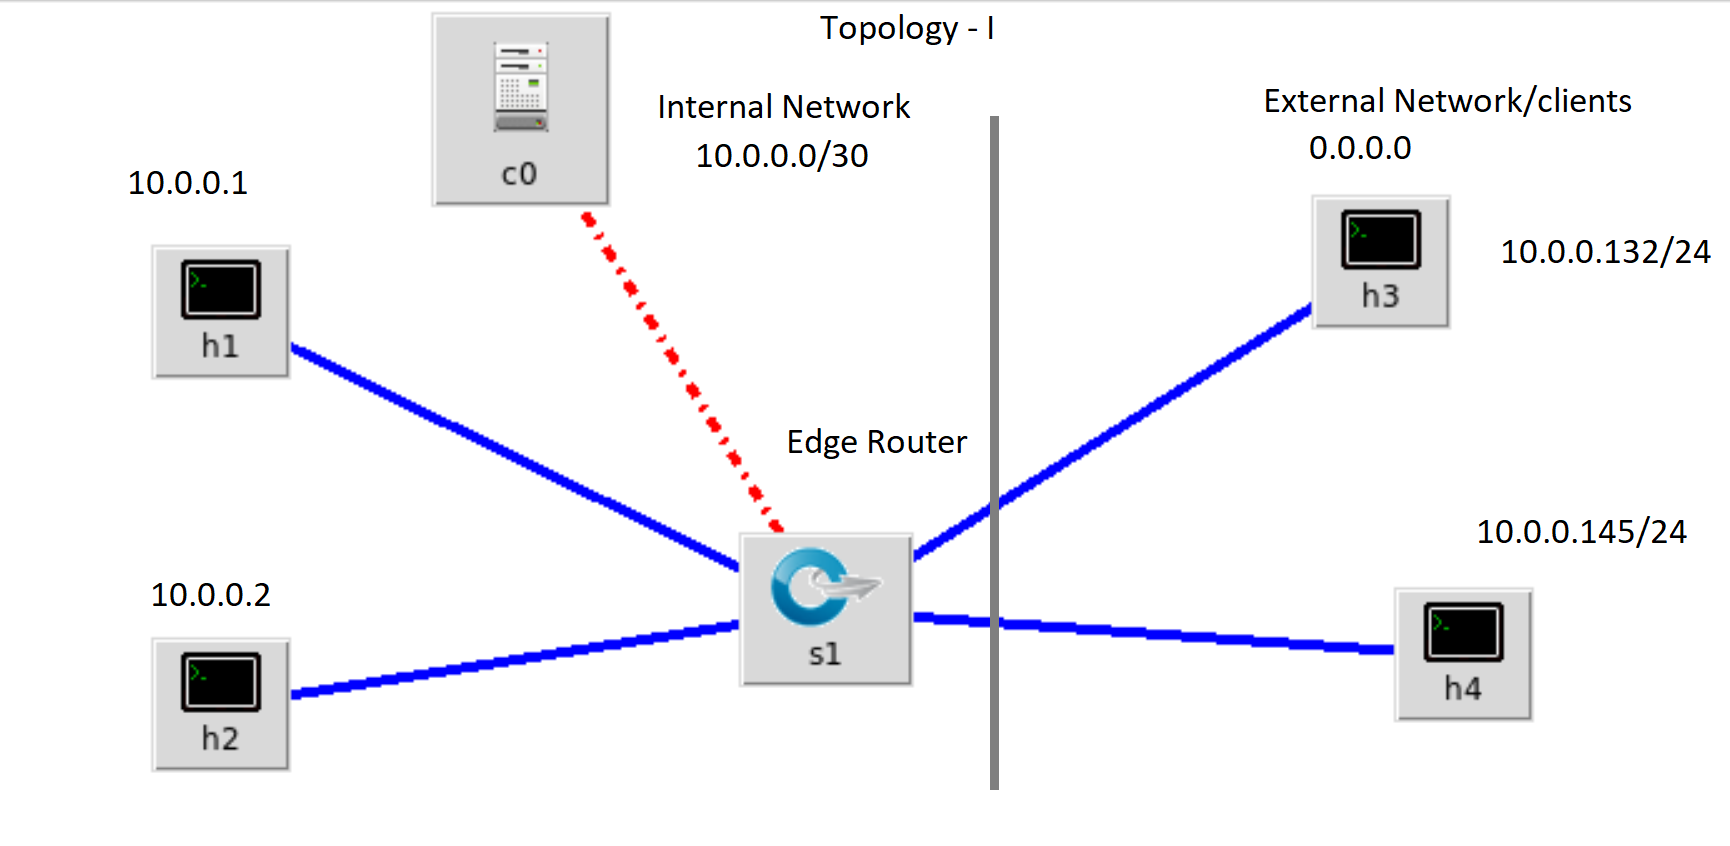 Topology - I
Internal Network
10.0.0.0/30
External Network/clients
0.0.0.0
c0
10.0.0.1
h1
h3
10.0.0.132/24
Edge Router
s1
10.0.0.2
h2
10.0.0.145/24
h4